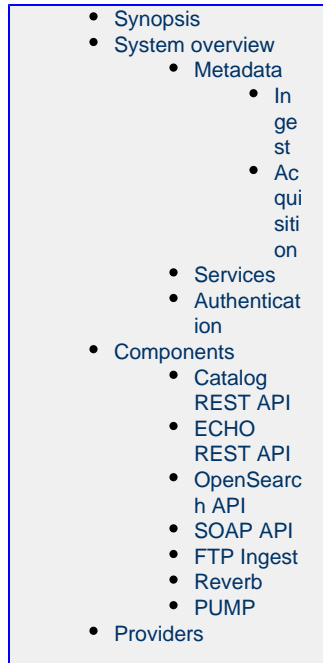 Synopsis
System overview
Metadata
In
ge
st
Ac
qui
siti
on
Services
Authenticat
ion
Components
Catalog
REST API
ECHO
REST API
OpenSearc
h API
SOAP API
FTP Ingest
Reverb
PUMP
Providers